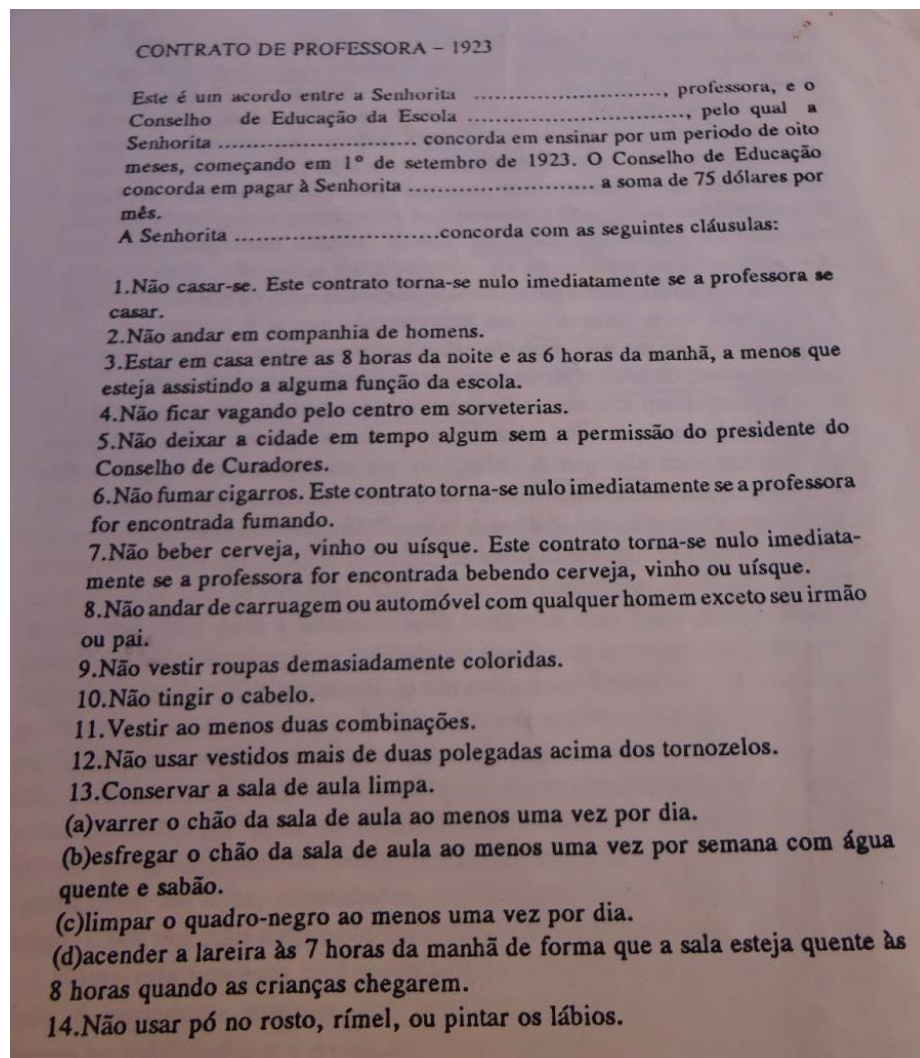 CONTRATO DE PROFESSORA – 1923
Este é um acordo entre a Senhorita ............................, professora, e o
Conselho de Educação da Escola ................................, pelo qual a
Senhorita ............................ concorda em ensinar por um periodo de oito
meses, começando em 1º de setembro de 1923. O Conselho de Educação
concorda em pagar à Senhorita ............................ a soma de 75 dólares por
mês.
A Senhorita ..............................concorda com as seguintes cláusulas:
1.Não casar-se. Este contrato torna-se nulo imediatamente se a professora se
casar.
2.Não andar em companhia de homens.
3.Estar em casa entre as 8 horas da noite e as 6 horas da manhã, a menos que
esteja assistindo a alguma função da escola.
4.Não ficar vagando pelo centro em sorveterias.
5.Não deixar a cidade em tempo algum sem a permissão do presidente do
Conselho de Curadores.
6.Não fumar cigarros. Este contrato torna-se nulo imediatamente se a professora
for encontrada fumando.
7.Não beber cerveja, vinho ou uísque. Este contrato torna-se nulo imediata-
mente se a professora for encontrada bebendo cerveja, vinho ou uísque.
8.Não andar de carruagem ou automóvel com qualquer homem exceto seu irmão
ou pai.
9.Não vestir roupas demasiadamente coloridas.
10.Não tingir o cabelo.
11.Vestir ao menos duas combinações.
12.Não usar vestidos mais de duas polegadas acima dos tornozelos.
13.Conservar a sala de aula limpa.
(a)varrer o chão da sala de aula ao menos uma vez por dia.
(b)esfregar o chão da sala de aula ao menos uma vez por semana com água
quente e sabão.
(c)limpar o quadro-negro ao menos uma vez por dia.
(d)acender a lareira às 7 horas da manhã de forma que a sala esteja quente às
8 horas quando as crianças chegarem.
14.Não usar pó no rosto, rímel, ou pintar os lábios.